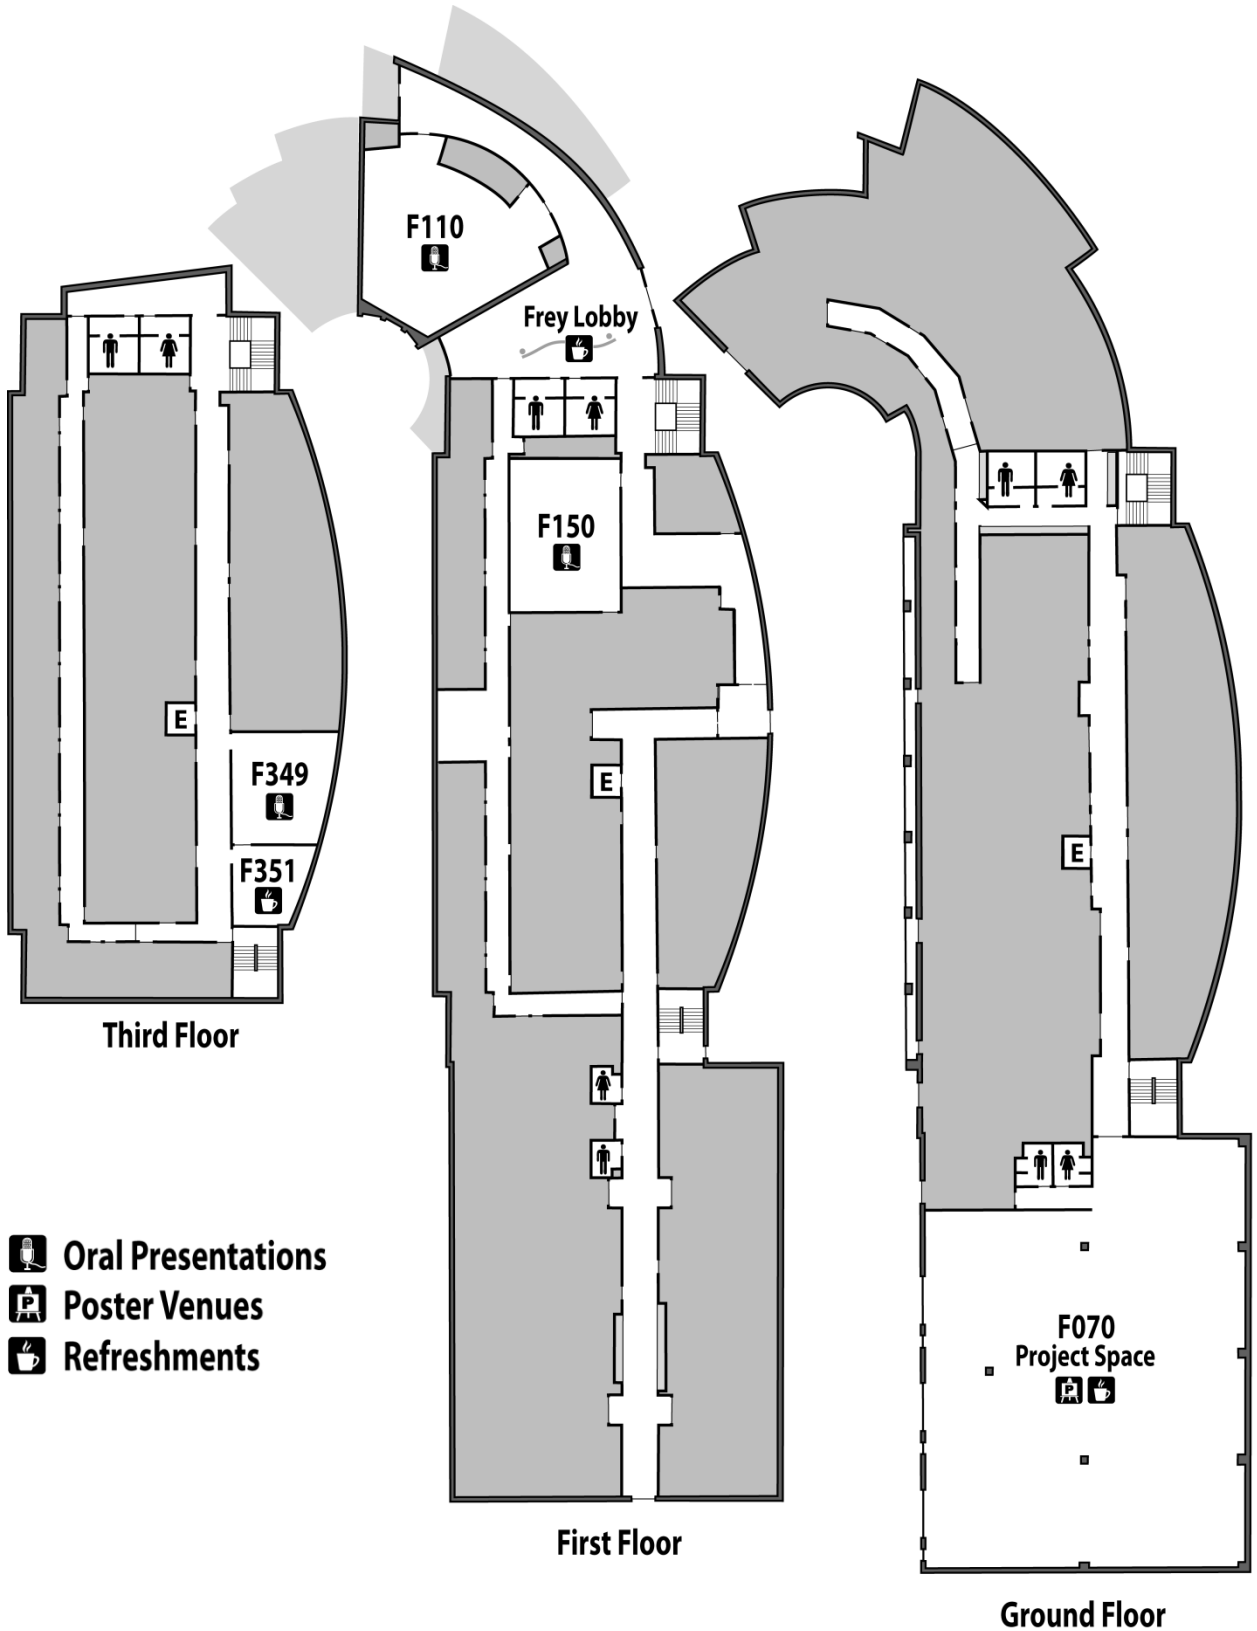 F110
Frey Lobby
F150
E
F349
F351
E
E
Third Floor
Oral Presentations
P
Poster Venues
Refreshments
F070
Project Space
P
First Floor
Ground Floor